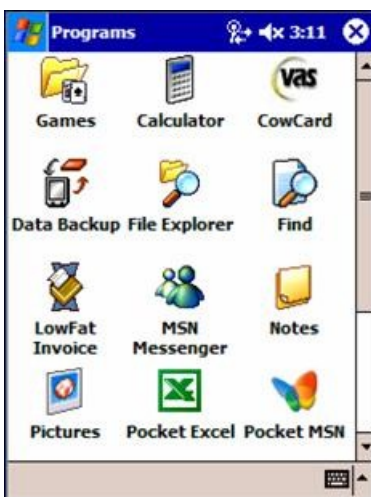 Programs 3:11
vas
Games Calculator CowCard
Data Backup File Explorer Find
LowFat Invoice MSN Messenger Notes
Pictures Pocket Excel Pocket MSN